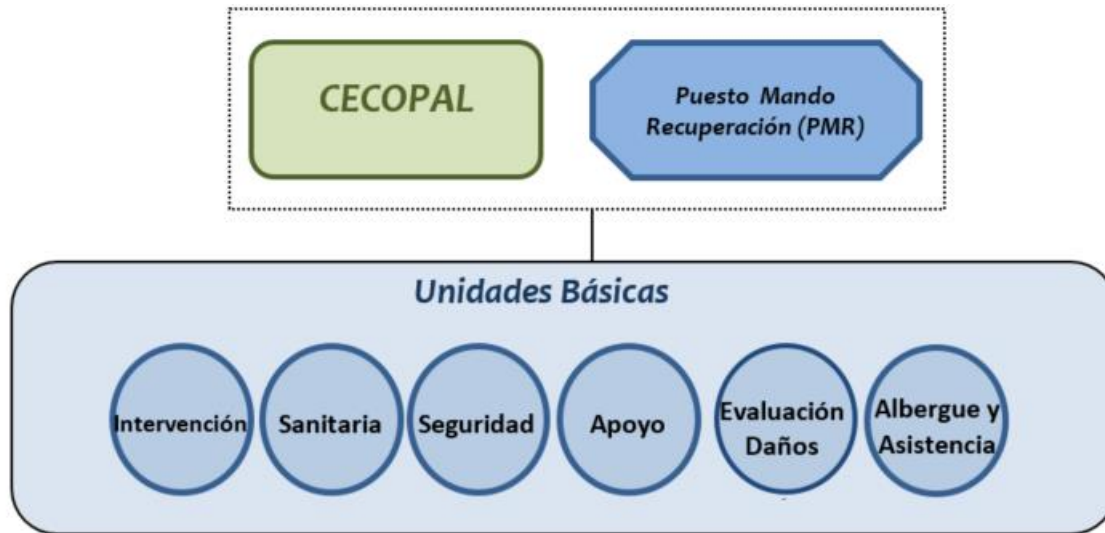 CECOPAL
Puesto Mando
Recuperación (PMR)
Unidades Básicas
Intervención
Sanitaria
Seguridad
Apoyo
Evaluación
Daños
Albergue y
Asistencia